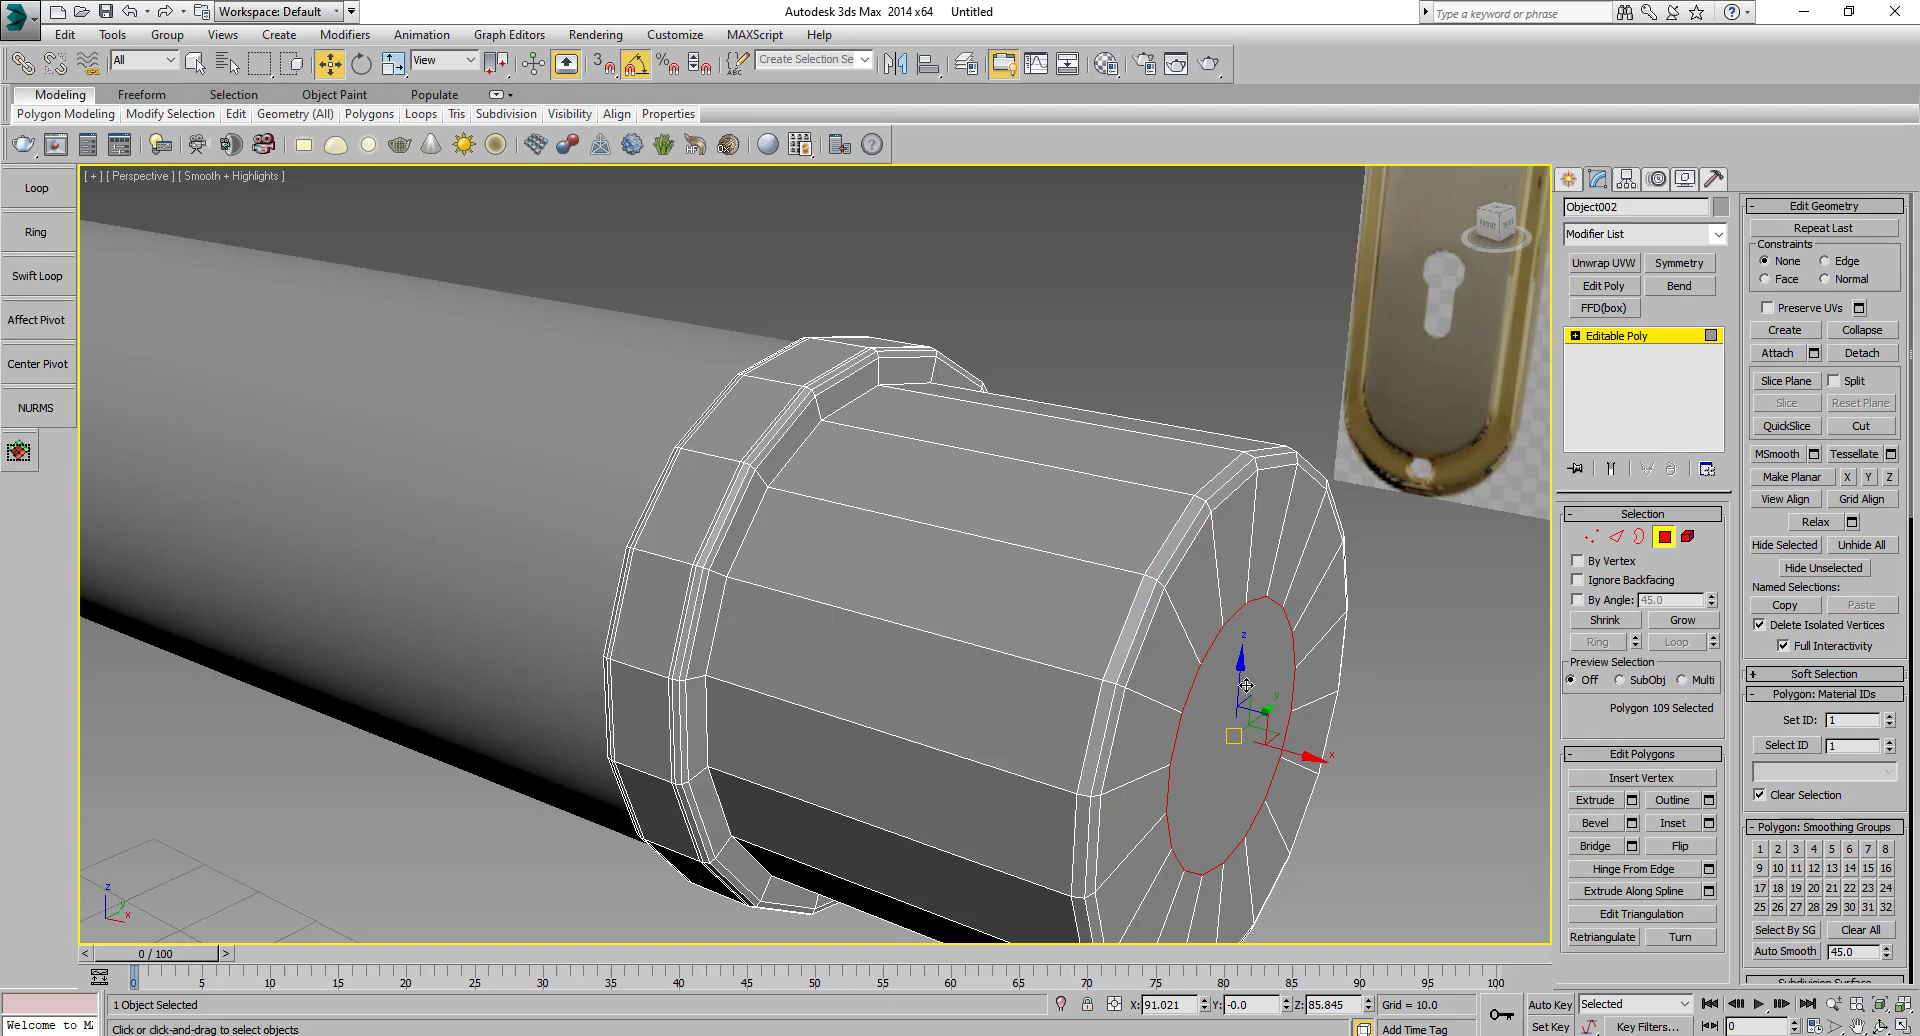 Workspace: Default
Autodesk 3ds Max 2014 x64 Untitled
Type a keyword or phrase
Edit Tools Group Views Create Modifiers Animation Graph Editors Rendering Customize MAXScript Help
All View 3 Create Selection Se
Modeling Freeform Selection Object Paint Populate
Polygon Modeling Modify Selection Edit Geometry (All) Polygons Loops Tris Subdivision Visibility Align Properties
Loop
Ring
Swift Loop
Affect Pivot
Center Pivot
NURMS
[ + ] [ Perspective ] [ Smooth + Highlights ]
FRONT
z
y
x
z
y
x
Object002
Modifier List
Unwrap UVW Symmetry
Edit Poly Bend
FFD(box)
Editable Poly
Selection
By Vertex
Ignore Backfacing
By Angle: 45.0
Shrink Grow
Ring Loop
Preview Selection
Off SubObj Multi
Polygon 109 Selected
Edit Polygons
Insert Vertex
Extrude Outline
Bevel Inset
Bridge Flip
Hinge From Edge
Extrude Along Spline
Edit Triangulation
Retriangulate Turn
Edit Geometry
Repeat Last
Constraints
None Edge
Face Normal
Preserve UVs
Create Collapse
Attach Detach
Slice Plane Split
Slice Reset Plane
QuickSlice Cut
MSmooth Tessellate
Make Planar X Y Z
View Align Grid Align
Relax
Hide Selected Unhide All
Hide Unselected
Named Selections:
Copy Paste
Delete Isolated Vertices
Full Interactivity
Soft Selection
Polygon: Material IDs
Set ID: 1
Select ID 1
Clear Selection
Polygon: Smoothing Groups
1 2 3 4 5 6 7 8
9 10 11 12 13 14 15 16
17 18 19 20 21 22 23 24
25 26 27 28 29 30 31 32
Select By SG Clear All
Auto Smooth 45.0
< 0 / 100 >
0 5 10 15 20 25 30 35 40 45 50 55 60 65 70 75 80 85 90 95 100
1 Object Selected X: 91.021 Y: -0.0 Z: 85.845 Grid = 10.0 Auto Key Selected
Welcome to M Click or click-and-drag to select objects Add Time Tag Set Key Key Filters... 0